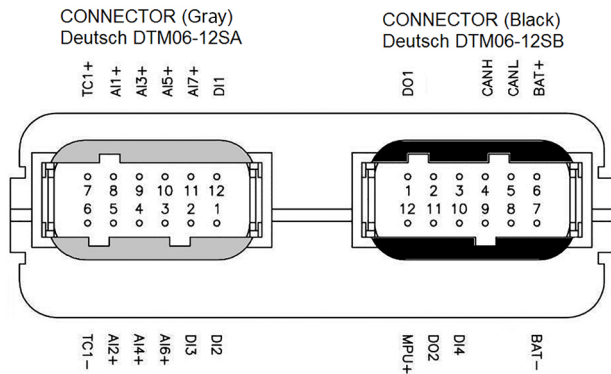 CONNECTOR (Gray)
Deutsch DTM06-12SA
CONNECTOR (Black)
Deutsch DTM06-12SB
TC1+ AI1+ AI3+ AI5+ AI7+ DI1
DO1 CANH CANL BAT+
7 8 9 10 11 12
6 5 4 3 2 1
1 2 3 4 5 6
12 11 10 9 8 7
TC1- AI2+ AI4+ AI6+ DI3 DI2
MPU+ DO2 DI4 BAT-